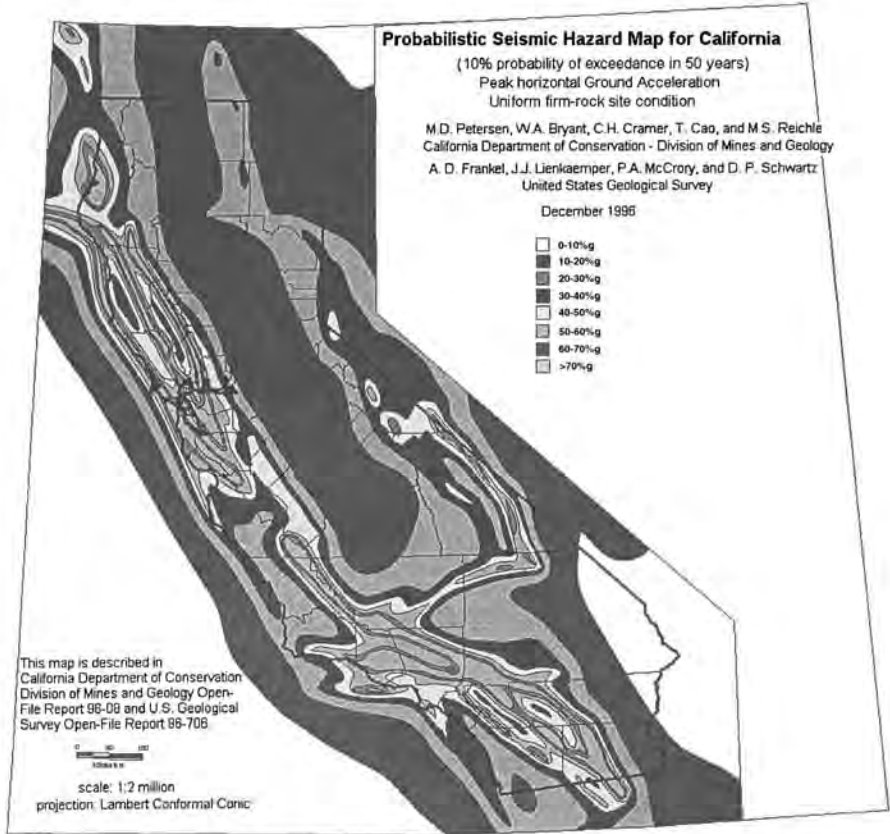 Probabilistic Seismic Hazard Map for California
(10% probability of exceedance in 50 years)
Peak horizontal Ground Acceleration
Uniform firm-rock site condition
M.D. Petersen, W.A. Bryant, C.H. Cramer, T. Cao, and M.S. Reichle
California Department of Conservation - Division of Mines and Geology
A. D. Frankel, J.J. Lienkaemper, P.A. McCrory, and D. P. Schwartz
United States Geological Survey
December 1996
0-10%g
10-20%g
20-30%g
30-40%g
40-50%g
50-60%g
60-70%g
>70%g
This map is described in
California Department of Conservation
Division of Mines and Geology Open-
File Report 96-08 and U.S. Geological
Survey Open-File Report 96-706.
0 50 100
scale: 1:2 million
projection: Lambert Conformal Conic